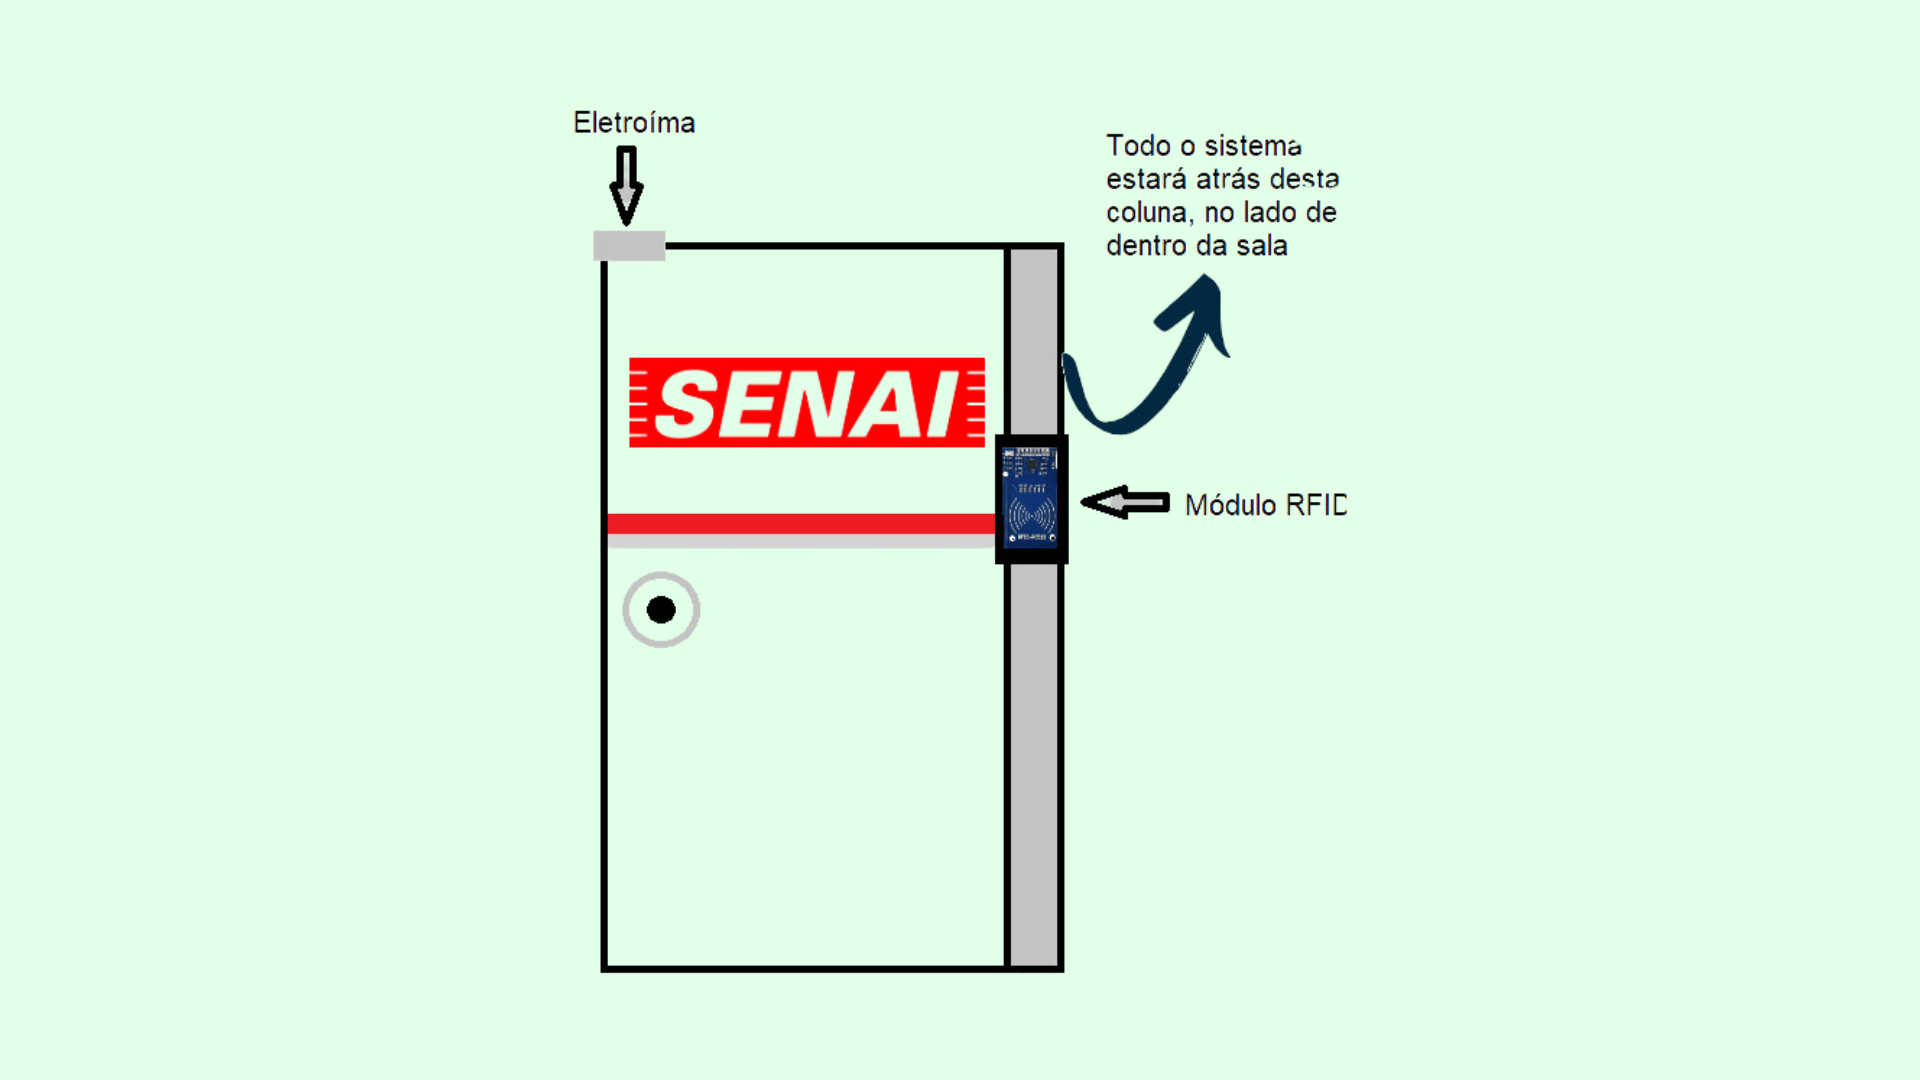 Eletroíma
Todo o sistema
estará atrás desta
coluna, no lado de
dentro da sala
SENAI
Módulo RFID